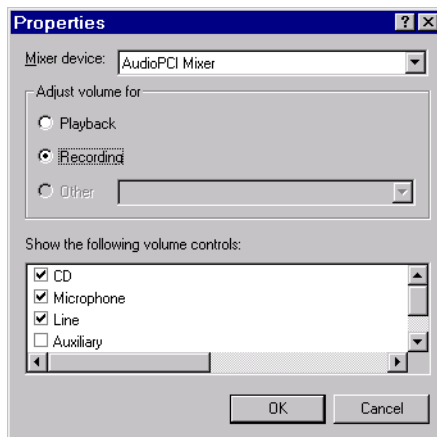 Properties
Mixer device: AudioPCI Mixer
Adjust volume for
Playback
Recording
Other
Show the following volume controls:
CD
Microphone
Line
Auxiliary
OK Cancel